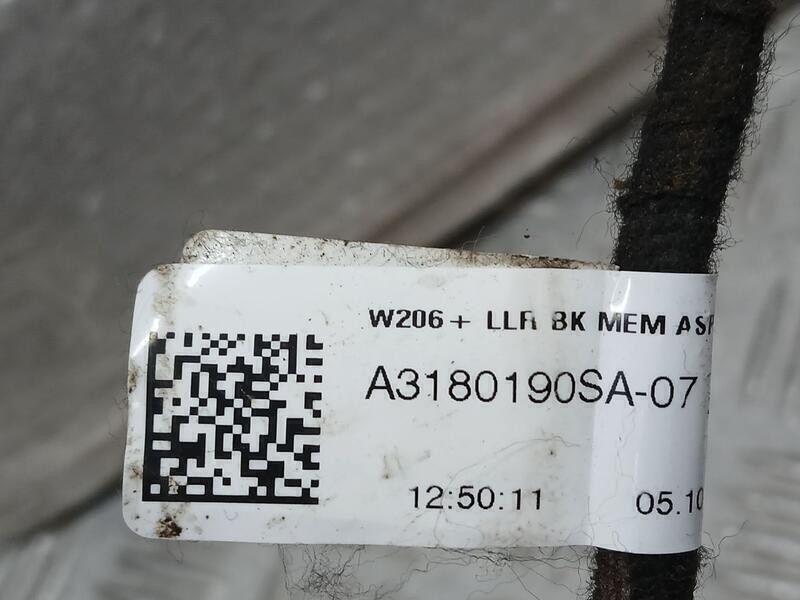 W206+ LLR BK MEM ASP
A3180190SA-07
12:50:11 05.10